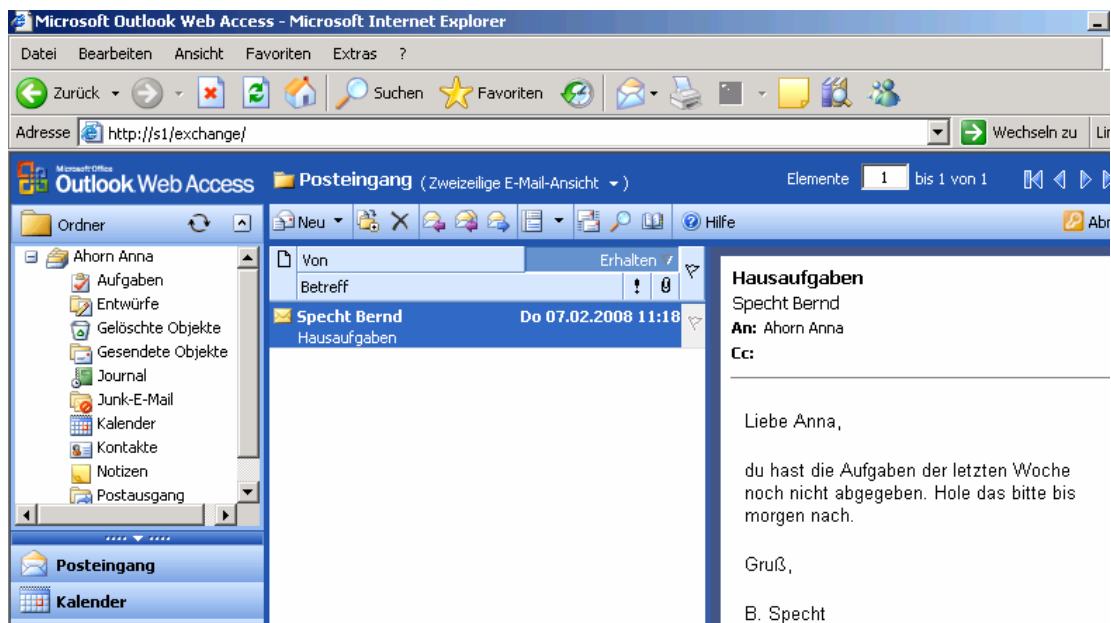 Microsoft Outlook Web Access - Microsoft Internet Explorer
Datei Bearbeiten Ansicht Favoriten Extras ?
Zurück Suchen Favoriten
Adresse http://s1/exchange/ Wechseln zu
Microsoft Office
Outlook Web Access Posteingang (Zweizeilige E-Mail-Ansicht ) Elemente 1 bis 1 von 1
Ordner Neu Hilfe
Ahorn Anna
Aufgaben
Entwürfe
Gelöschte Objekte
Gesendete Objekte
Journal
Junk-E-Mail
Kalender
Kontakte
Notizen
Postausgang
Posteingang
Kalender
Von Erhalten
Betreff
Specht Bernd Do 07.02.2008 11:18
Hausaufgaben
Hausaufgaben
Specht Bernd
An: Ahorn Anna
Cc:
Liebe Anna,
du hast die Aufgaben der letzten Woche
noch nicht abgegeben. Hole das bitte bis
morgen nach.
Gruß,
B. Specht